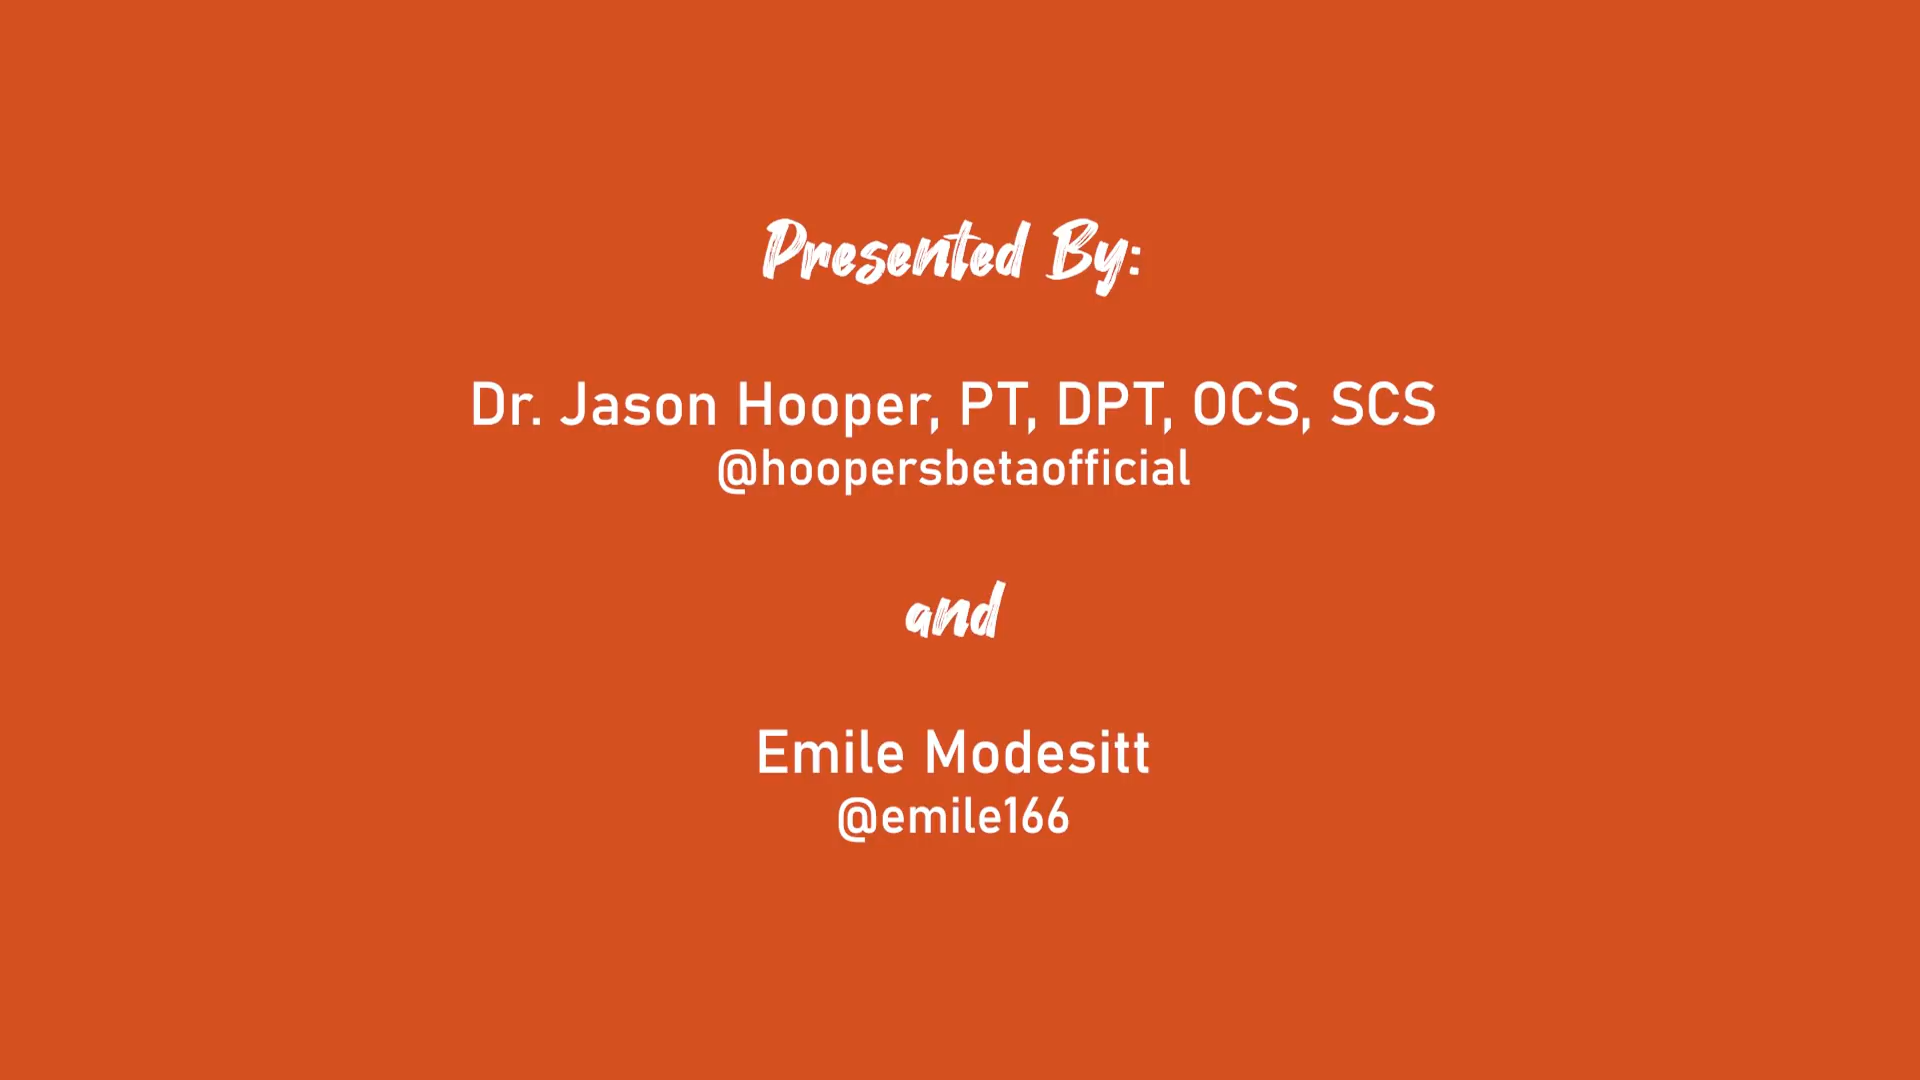 Presented By:
Dr. Jason Hooper, PT, DPT, OCS, SCS
@hoopersbetaofficial
and
Emile Modesitt
@emile166